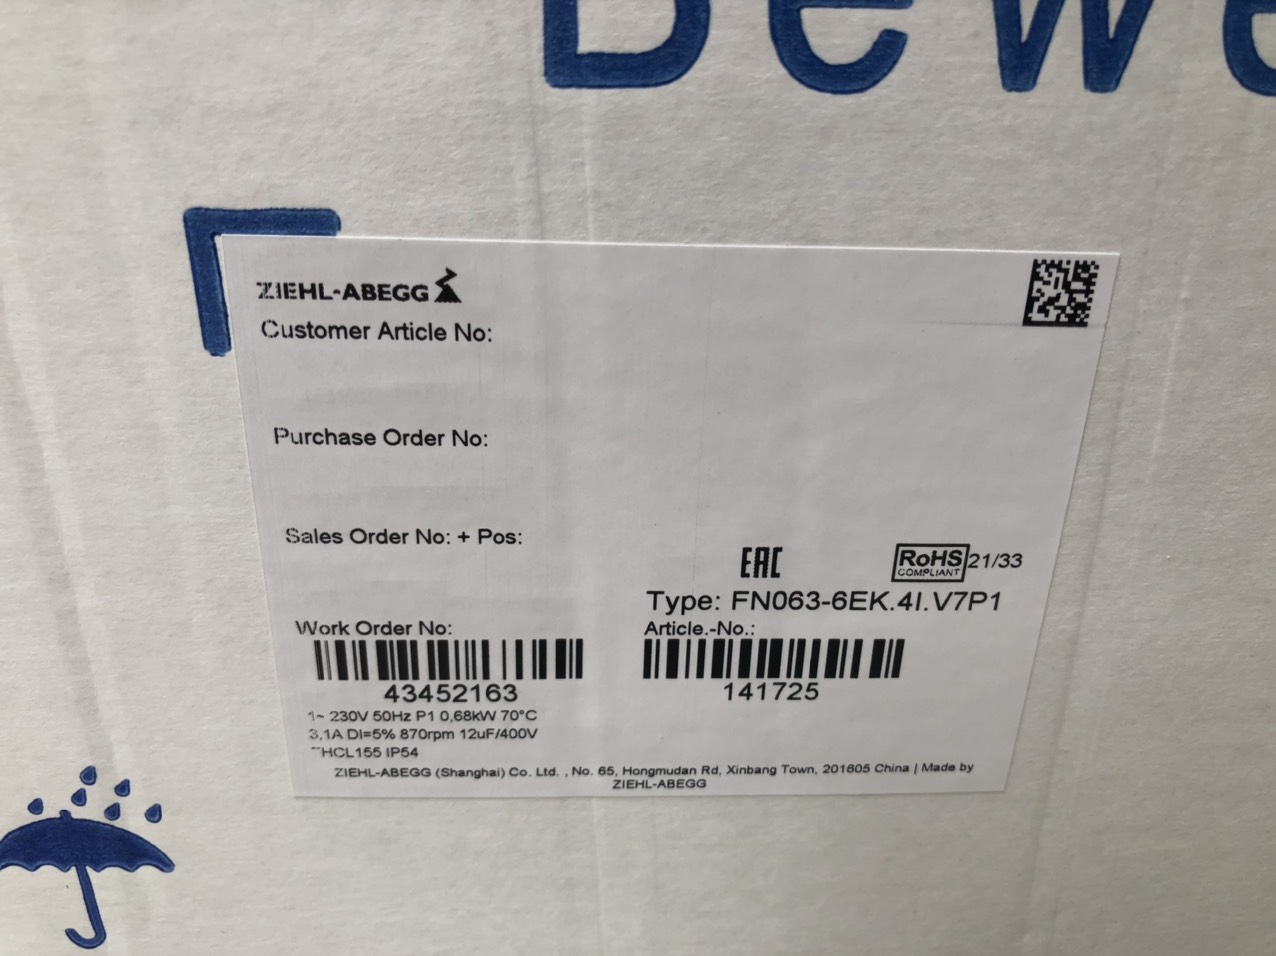 Bewe
ZIEHL-ABEGG
Customer Article No:
Purchase Order No:
Sales Order No: + Pos:
EAC
RoHS 21/33
COMPLIANT
Type: FN063-6EK.4I.V7P1
Work Order No:
Article.-No.:
43452163
141725
1~ 230V 50Hz P1 0,68kW 70°C
3,1A DI=5% 870rpm 12uF/400V
THCL155 IP54
ZIEHL-ABEGG (Shanghai) Co. Ltd. , No. 65, Hongmudan Rd, Xinbang Town, 201605 China | Made by
ZIEHL-ABEGG